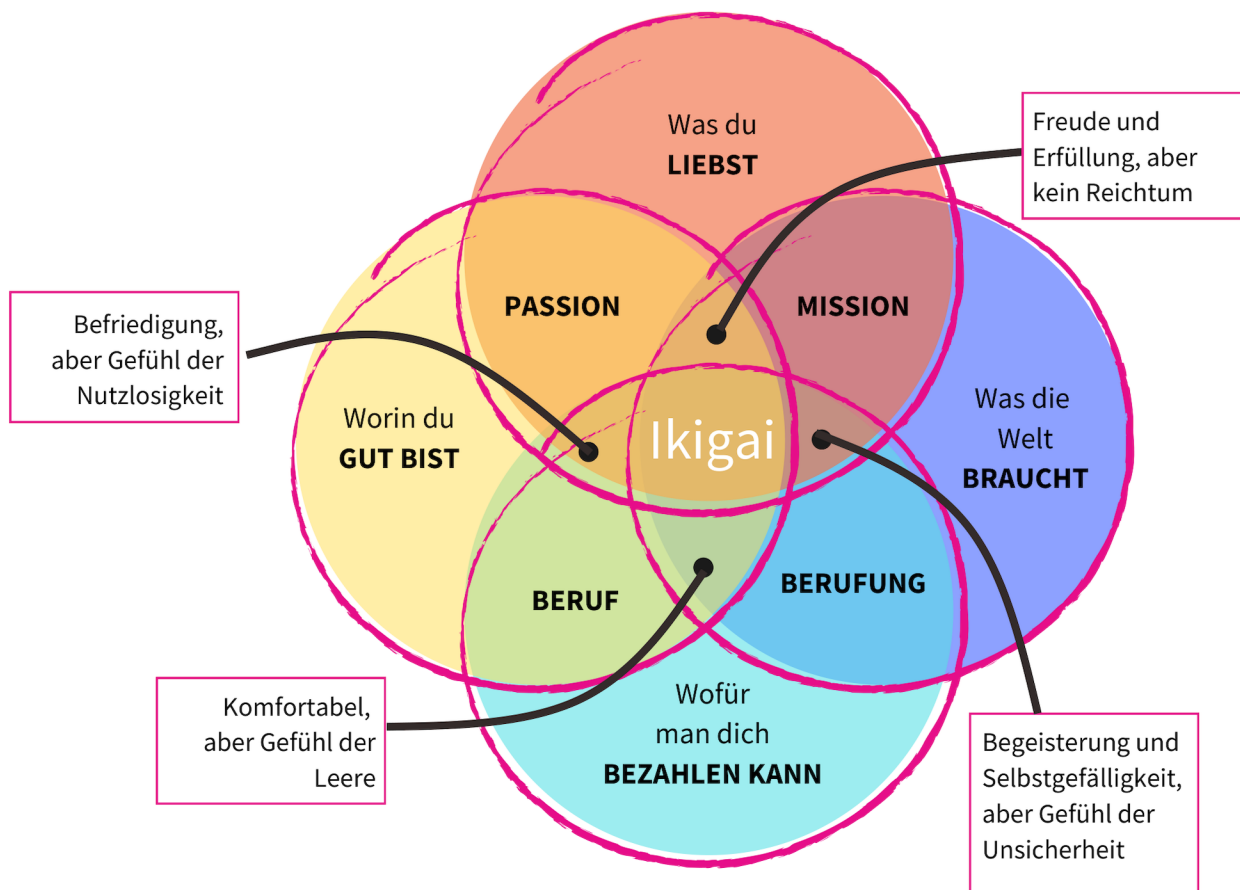 Was du
LIEBST
Freude und
Erfüllung, aber
kein Reichtum
PASSION
MISSION
Befriedigung,
aber Gefühl der
Nutzlosigkeit
Worin du
GUT BIST
Ikigai
Was die
Welt
BRAUCHT
BERUF
BERUFUNG
Komfortabel,
aber Gefühl der
Leere
Wofür
man dich
BEZAHLEN KANN
Begeisterung und
Selbstgefälligkeit,
aber Gefühl der
Unsicherheit